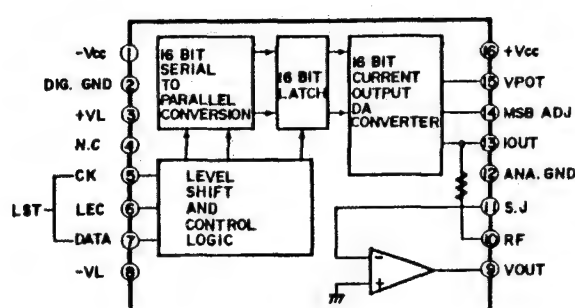 -Vcc 1
DIG. GND 2
+VL 3
N.C 4
CK 5
LEC 6
DATA 7
-VL 8
LST
16 BIT
SERIAL
TO
PARALLEL
CONVERSION
16 BIT
LATCH
16 BIT
CURRENT
OUTPUT
DA
CONVERTER
LEVEL
SHIFT
AND
CONTROL
LOGIC
-
+
16 +Vcc
15 VPOT
14 MSB ADJ
13 IOUT
12 ANA. GND
11 S.J
10 RF
9 VOUT